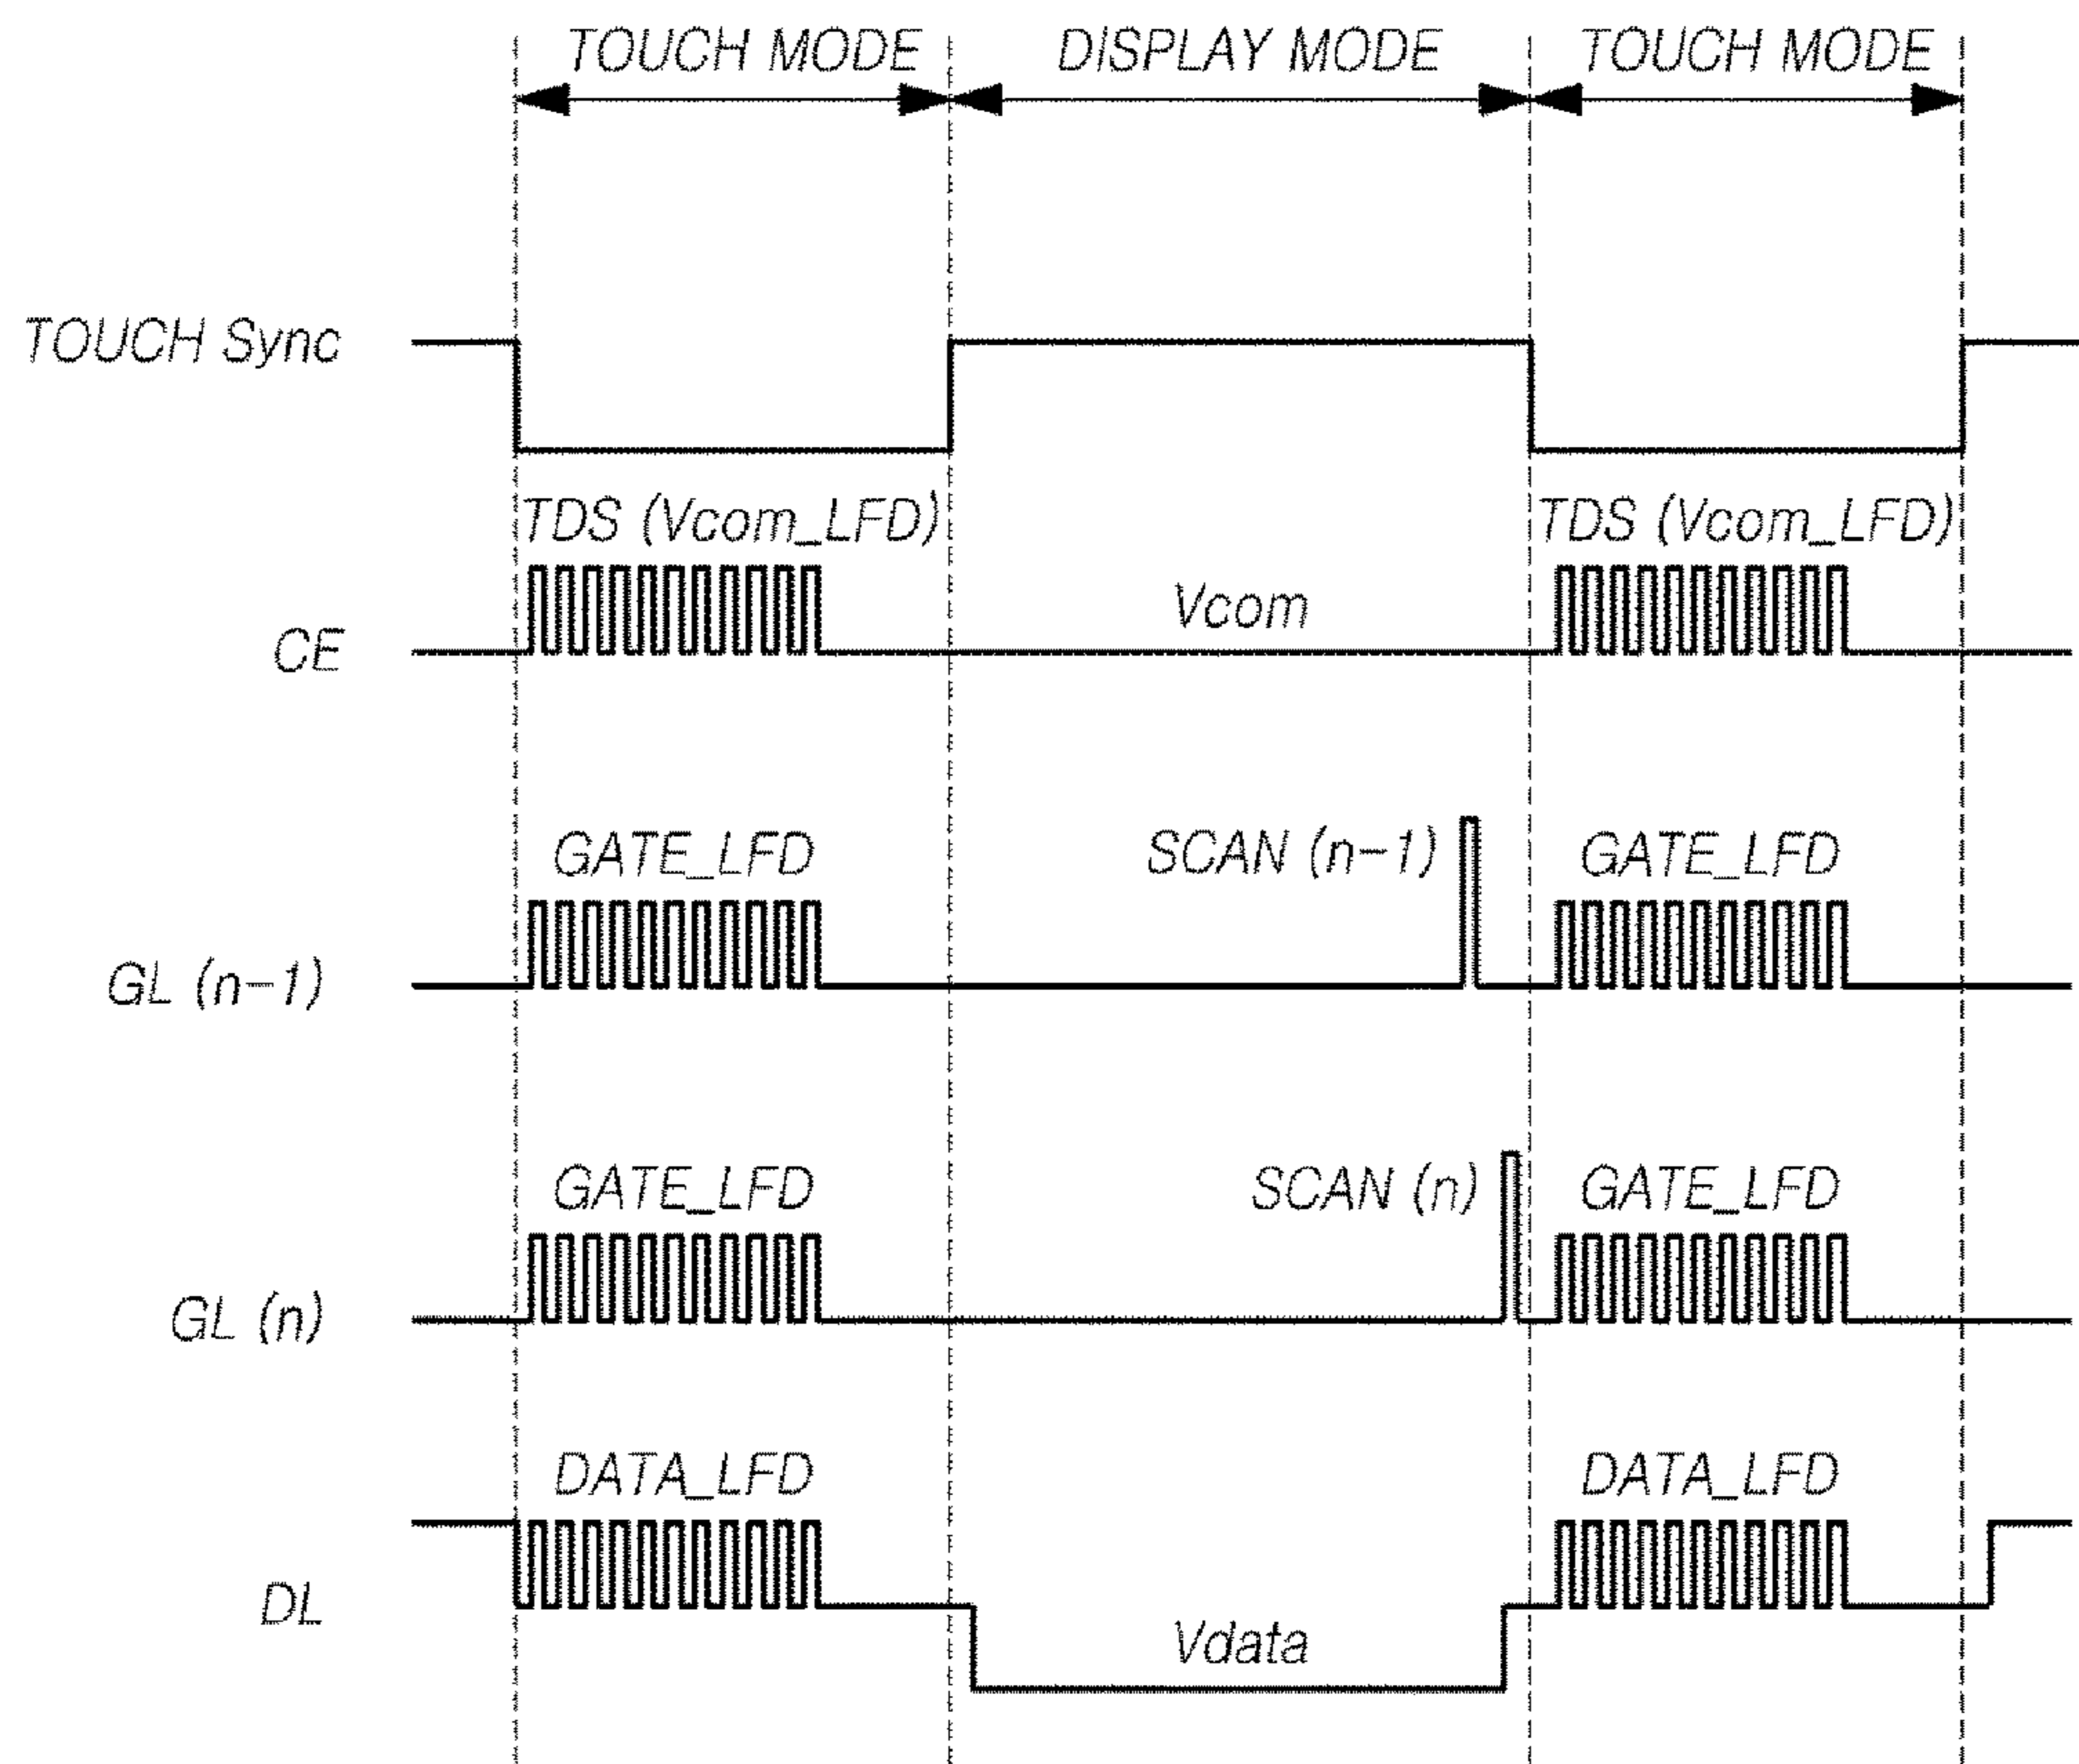 TOUCH MODE DISPLAY MODE TOUCH MODE
TOUCH Sync
TDS (Vcom_LFD) TDS (Vcom_LFD)
Vcom
CE
GATE_LFD SCAN (n-1) GATE_LFD
GL (n-1)
GATE_LFD SCAN (n) GATE_LFD
GL (n)
DATA_LFD DATA_LFD
DL
Vdata